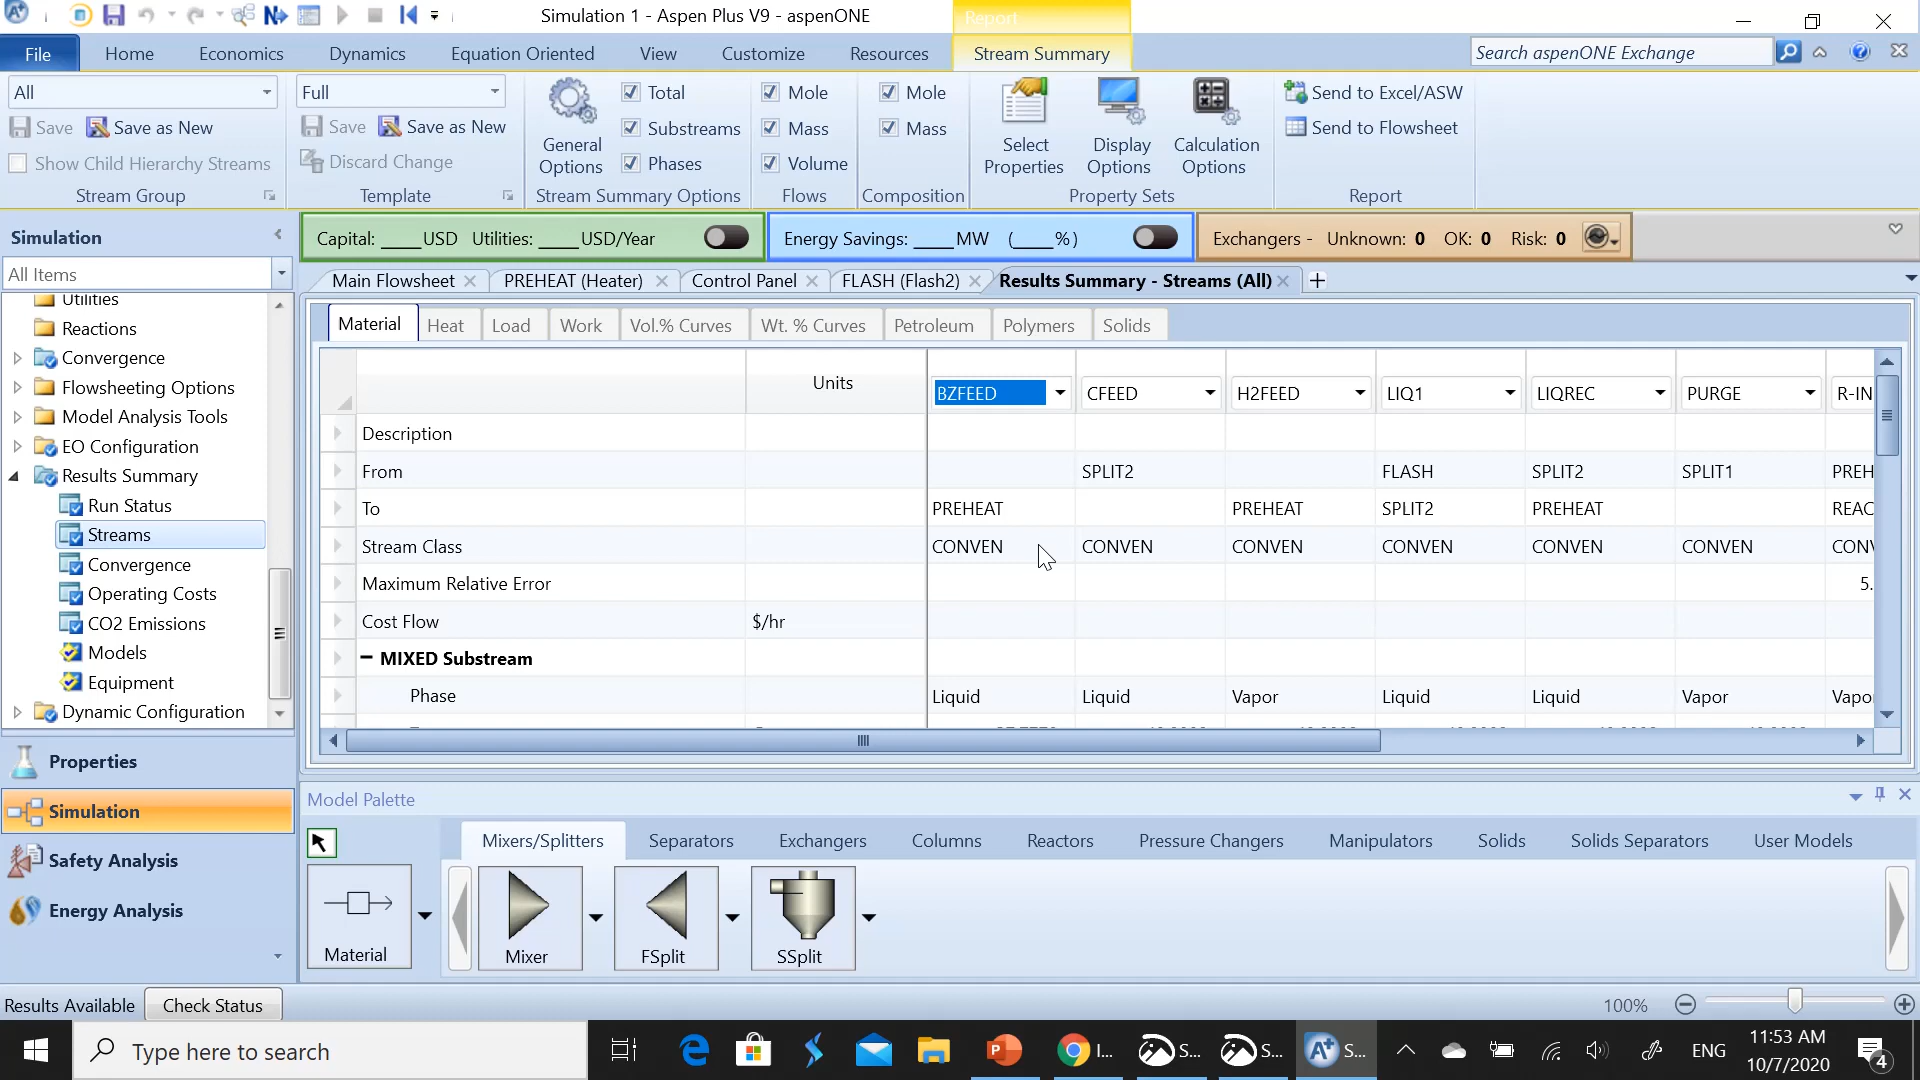 Simulation 1 - Aspen Plus V9 - aspenONE
Report
File Home Economics Dynamics Equation Oriented View Customize Resources Stream Summary Search aspenONE Exchange
All Full Total Mole Mole Send to Excel/ASW
Save Save as New Save Save as New Substreams Mass Mass Send to Flowsheet
General Options
Select Properties
Display Options
Calculation Options
Show Child Hierarchy Streams Discard Change Phases Volume
Stream Group Template Stream Summary Options Flows Composition Property Sets Report
Simulation
Capital: ____USD Utilities: ____USD/Year Energy Savings: ____MW (____%) Exchangers - Unknown: 0 OK: 0 Risk: 0
All Items
Main Flowsheet PREHEAT (Heater) Control Panel FLASH (Flash2) Results Summary - Streams (All)
Utilities
Reactions
Convergence
Flowsheeting Options
Model Analysis Tools
EO Configuration
Results Summary
Run Status
Streams
Convergence
Operating Costs
CO2 Emissions
Models
Equipment
Dynamic Configuration
Properties
Simulation
Safety Analysis
Energy Analysis
Material Heat Load Work Vol.% Curves Wt. % Curves Petroleum Polymers Solids
Units BZFEED CFEED H2FEED LIQ1 LIQREC PURGE R-IN
Description
From SPLIT2 FLASH SPLIT2 SPLIT1 PREH
To PREHEAT PREHEAT SPLIT2 PREHEAT REAC
Stream Class CONVEN CONVEN CONVEN CONVEN CONVEN CONVEN CONV
Maximum Relative Error 5.
Cost Flow $/hr
MIXED Substream
Phase Liquid Liquid Vapor Liquid Liquid Vapor Vapo
Model Palette
Mixers/Splitters Separators Exchangers Columns Reactors Pressure Changers Manipulators Solids Solids Separators User Models
Material Mixer FSplit SSplit
Results Available Check Status 100%
Type here to search
I... S... S... S... ENG
11:53 AM
10/7/2020
4